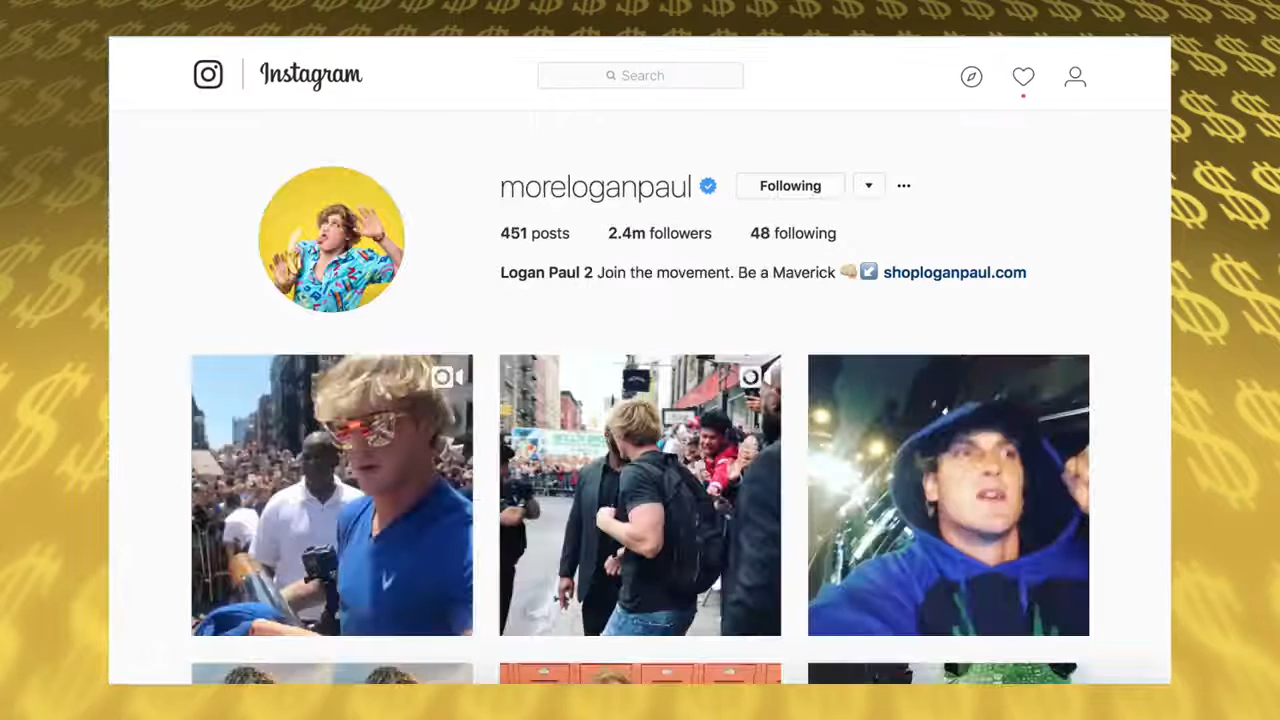 Instagram
Search
moreloganpaul
Following
451 posts 2.4m followers 48 following
Logan Paul 2 Join the movement. Be a Maverick 👊🏼↙️ shoploganpaul.com